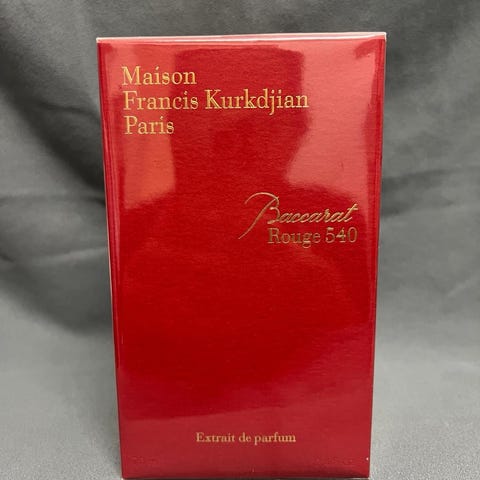 Maison
Francis Kurkdjian
Paris
Baccarat
Rouge 540
Extrait de parfum